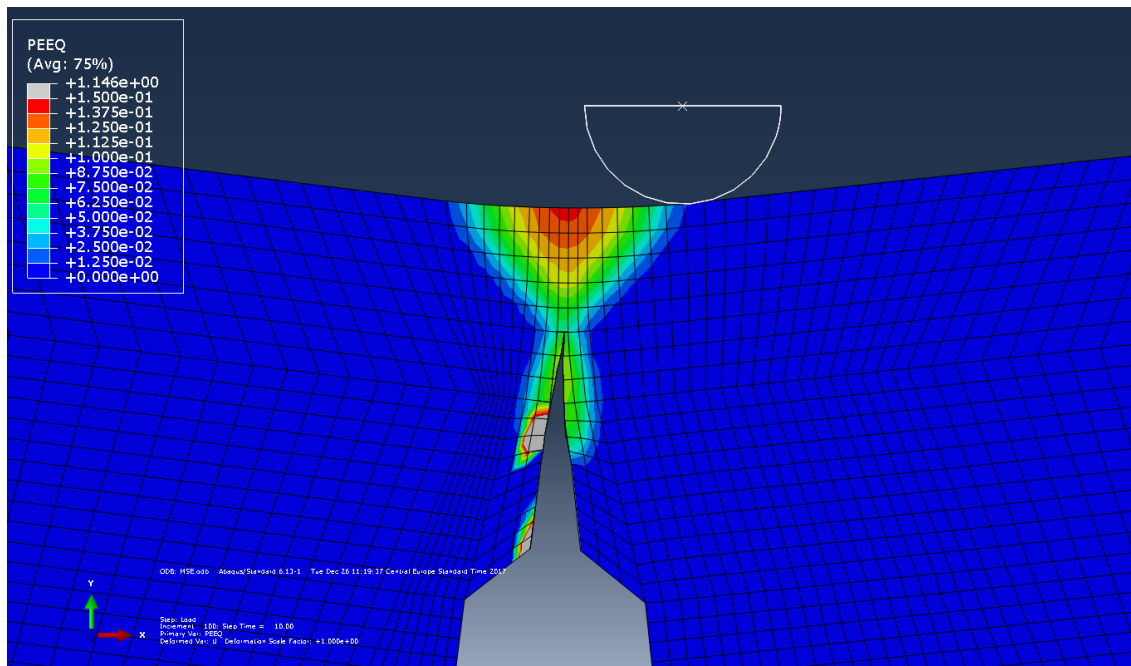 PEEQ
(Avg: 75%)
+1.146e+00
+1.500e-01
+1.375e-01
+1.250e-01
+1.125e-01
+1.000e-01
+8.750e-02
+7.500e-02
+6.250e-02
+5.000e-02
+3.750e-02
+2.500e-02
+1.250e-02
+0.000e+00
ODB: MSE.odb Abaqus/Standard 6.13-1 Tue Dec 26 11:19:37 Central Europe Standard Time 2017
Y
X
Step: Load
Increment 100: Step Time = 10.00
Primary Var: PEEQ
Deformed Var: U Deformation Scale Factor: +1.000e+00